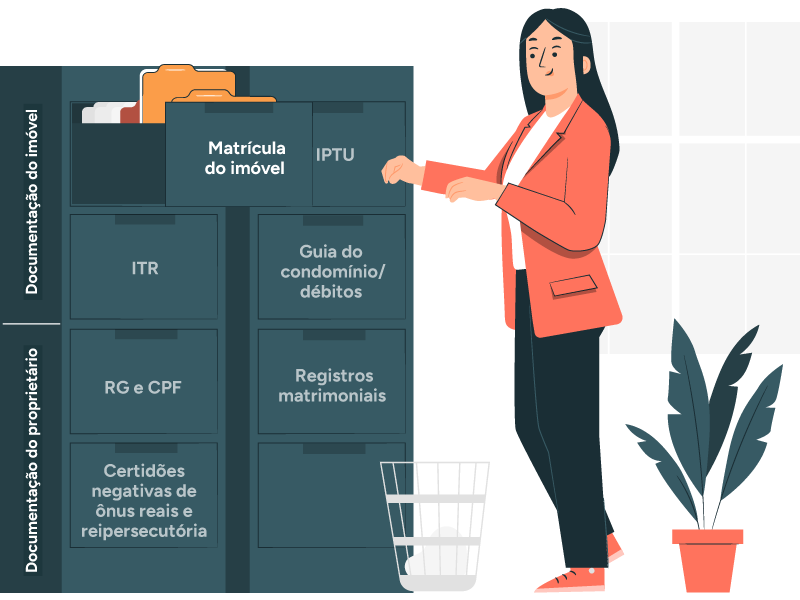 Documentação do imóvel
Matrícula
do imóvel
IPTU
ITR
Guia do
condomínio/
débitos
Documentação do proprietário
RG e CPF
Registros
matrimoniais
Certidões
negativas de
ônus reais e
reipersecutória